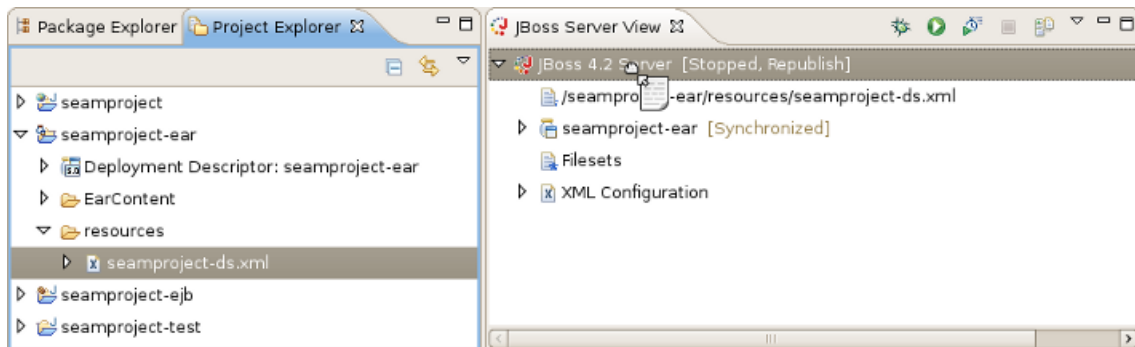 Package Explorer
Project Explorer
seamproject
seamproject-ear
Deployment Descriptor: seamproject-ear
EarContent
resources
seamproject-ds.xml
seamproject-ejb
seamproject-test
JBoss Server View
JBoss 4.2 Server [Stopped, Republish]
-ear/resources/seamproject-ds.xml
seamproject-ear [Synchronized]
Filesets
XML Configuration